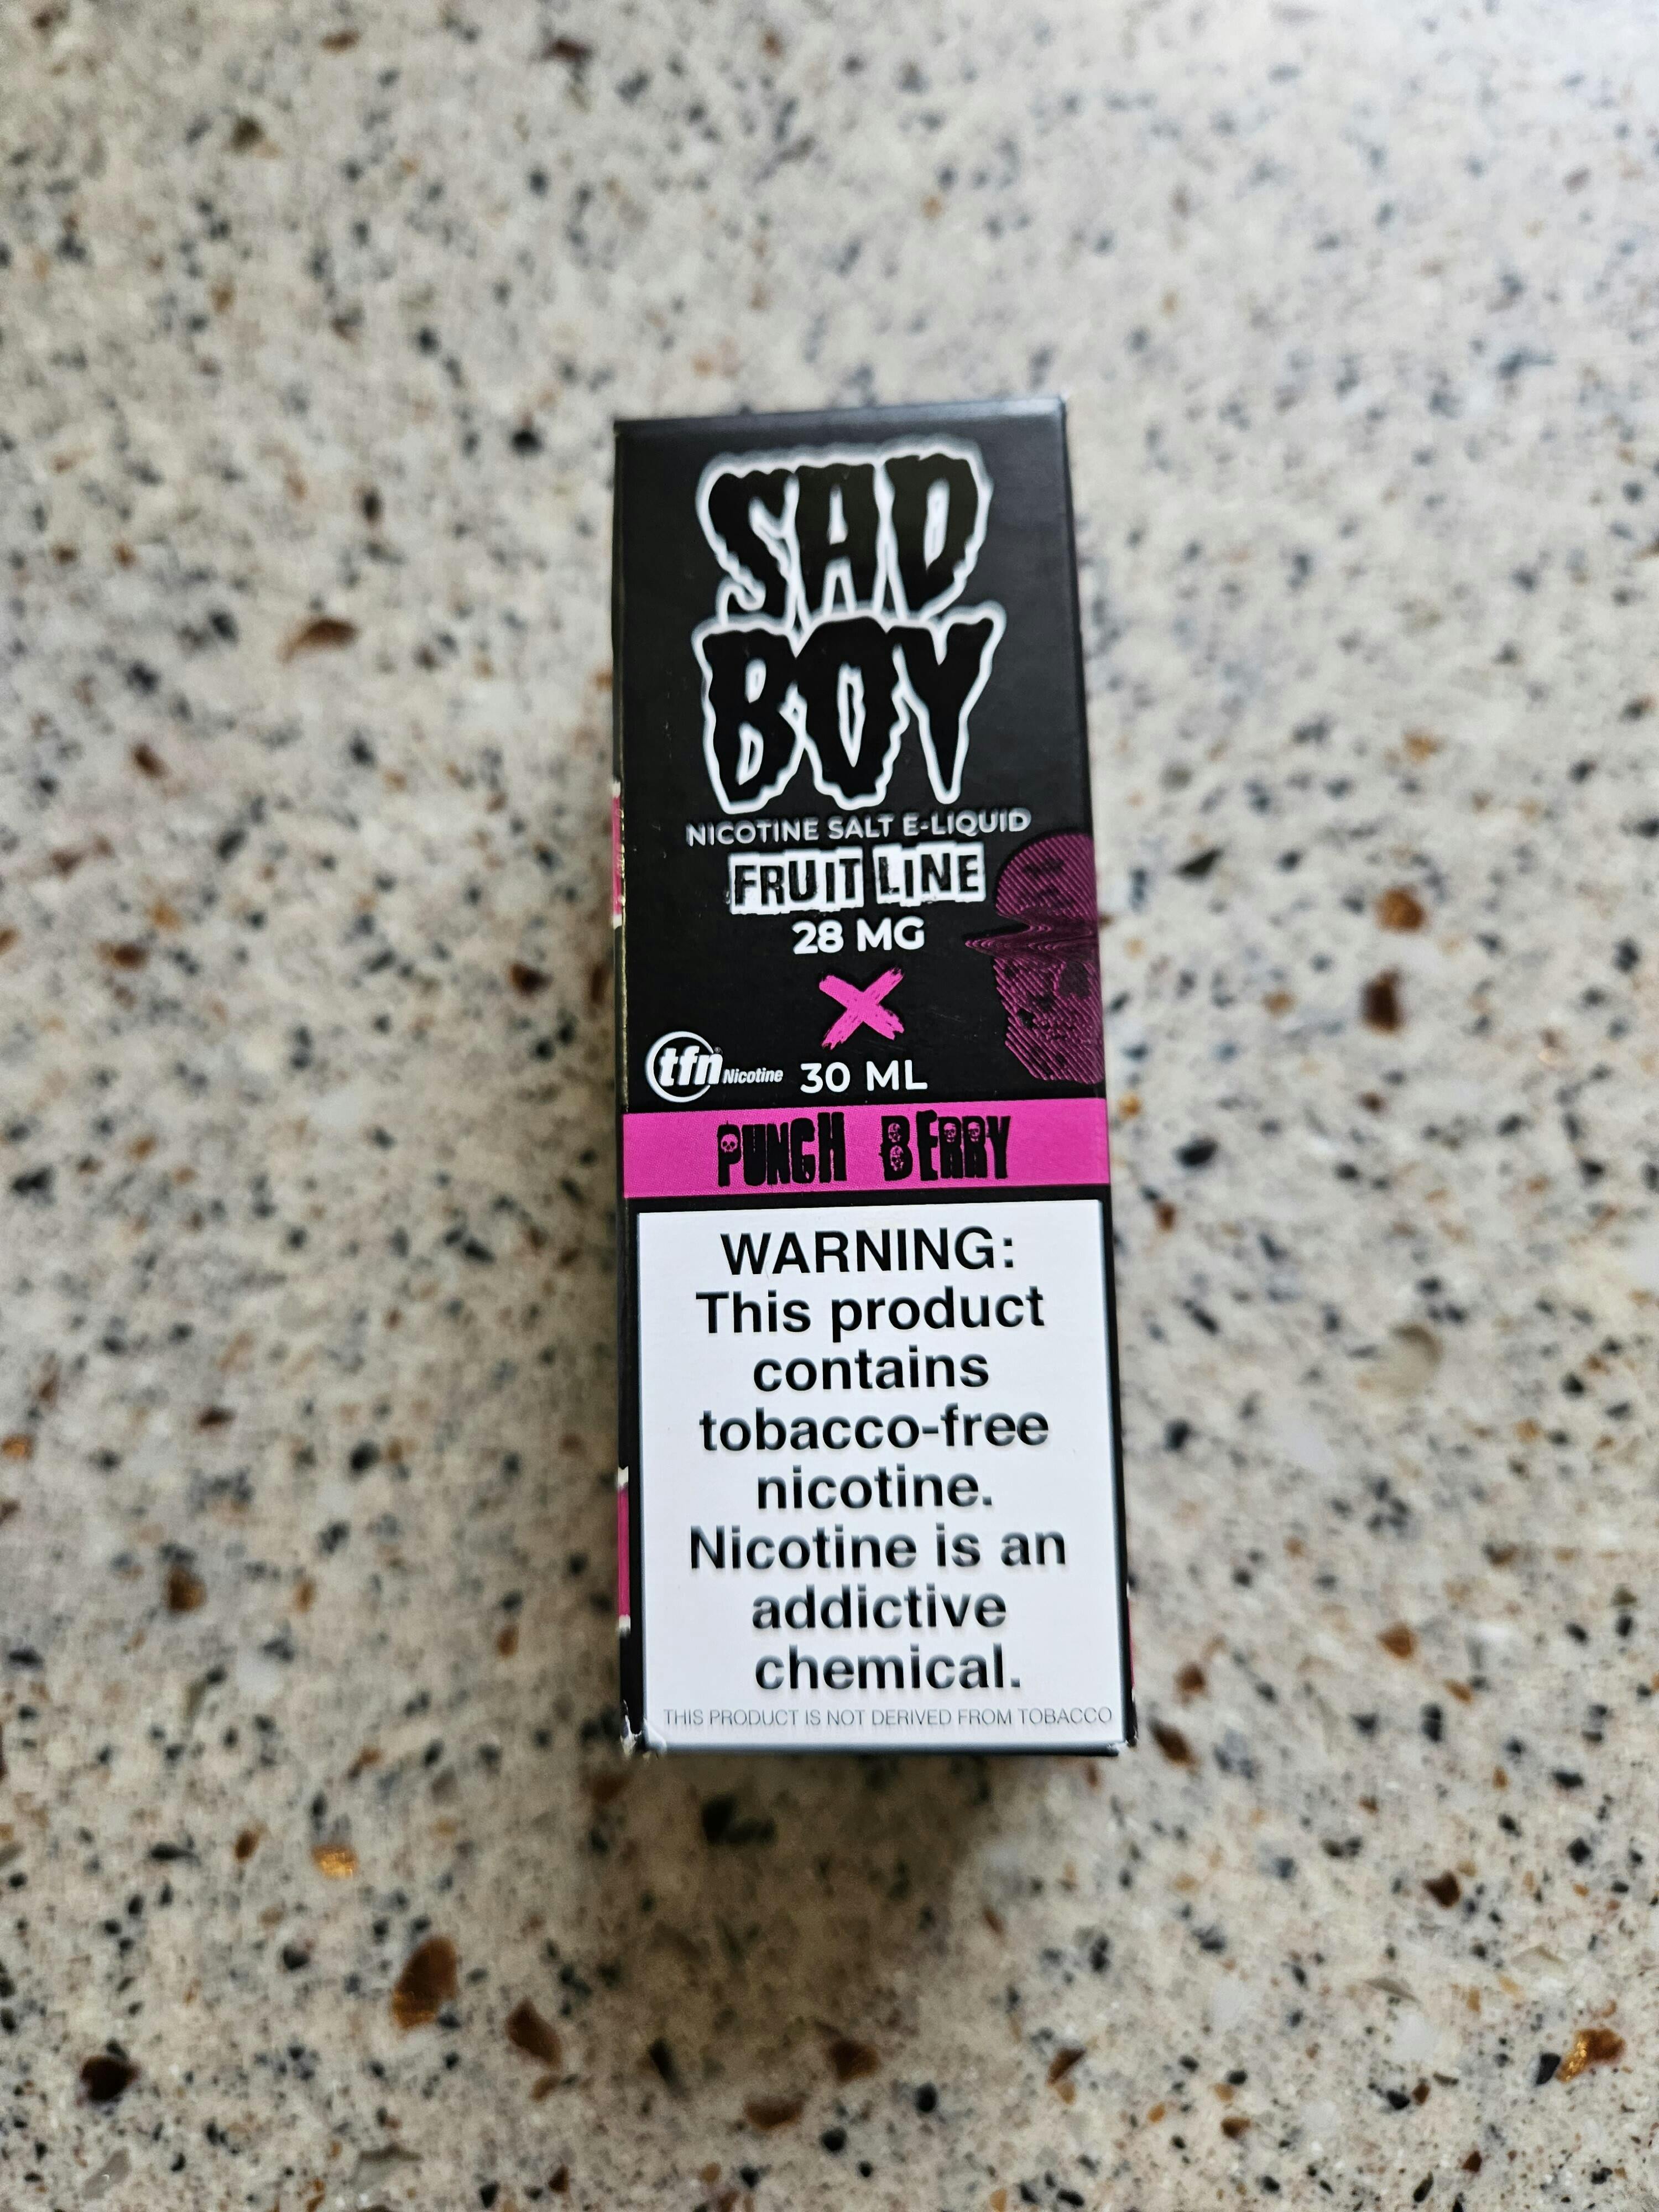 SAD
BOY
NICOTINE SALT E-LIQUID
FRUIT LINE
28 MG
tfn® Nicotine 30 ML
PUNCH BERRY
WARNING:
This product
contains
tobacco-free
nicotine.
Nicotine is an
addictive
chemical.
THIS PRODUCT IS NOT DERIVED FROM TOBACCO